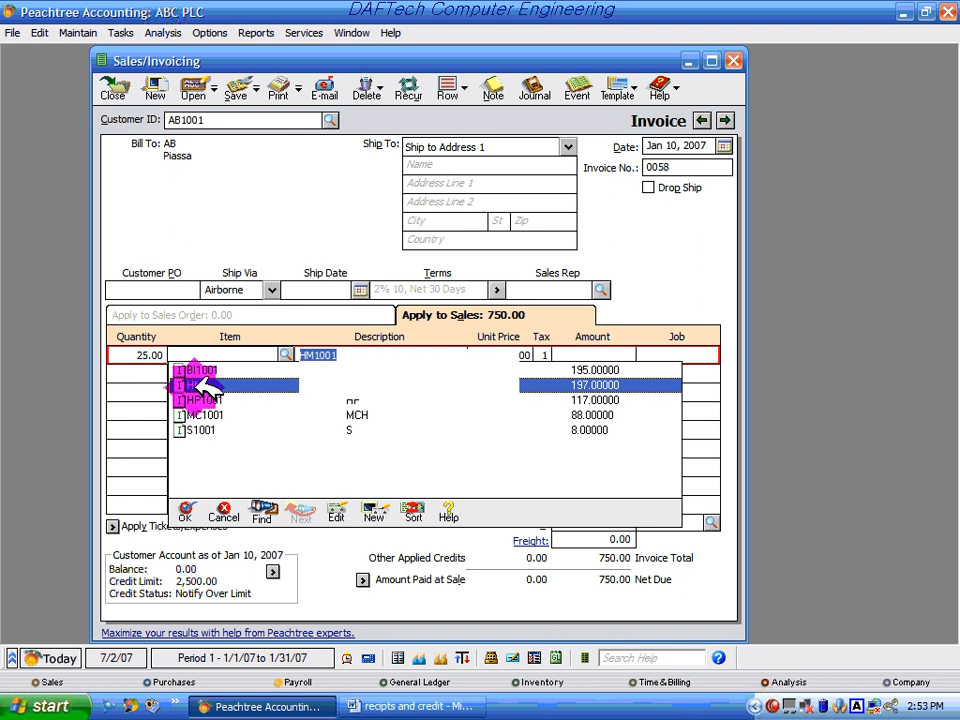 Peachtree Accounting: ABC PLC
DAFTech Computer Engineering
File Edit Maintain Tasks Analysis Options Reports Services Window Help
Sales/Invoicing
Close New Open Save Print E-mail Delete Recur Row Note Journal Event Template Help
Customer ID: AB1001
Invoice
Bill To: AB
Piassa
Ship To: Ship to Address 1
Name
Address Line 1
Address Line 2
City St Zip
Country
Date: Jan 10, 2007
Invoice No.: 0058
Drop Ship
Customer PO Ship Via Ship Date Terms Sales Rep
Airborne 2% 10, Net 30 Days
Apply to Sales Order: 0.00 Apply to Sales: 750.00
Quantity Item Description Unit Price Tax Amount Job
25.00 HM1001 00 1
BI1001 195.00000
197.00000
HP1001 117.00000
MC1001 MCH 88.00000
S1001 S 8.00000
OK Cancel Find Next Edit New Sort Help
Apply Tickets/Expenses
Freight: 0.00
Customer Account as of Jan 10, 2007
Balance: 0.00
Credit Limit: 2,500.00
Credit Status: Notify Over Limit
Other Applied Credits 0.00 750.00 Invoice Total
Amount Paid at Sale 0.00 750.00 Net Due
Maximize your results with help from Peachtree experts.
Today 7/2/07 Period 1 - 1/1/07 to 1/31/07 Search Help
Sales Purchases Payroll General Ledger Inventory Time & Billing Analysis Company
start Peachtree Accountin... recipts and credit - Mi... 2:53 PM